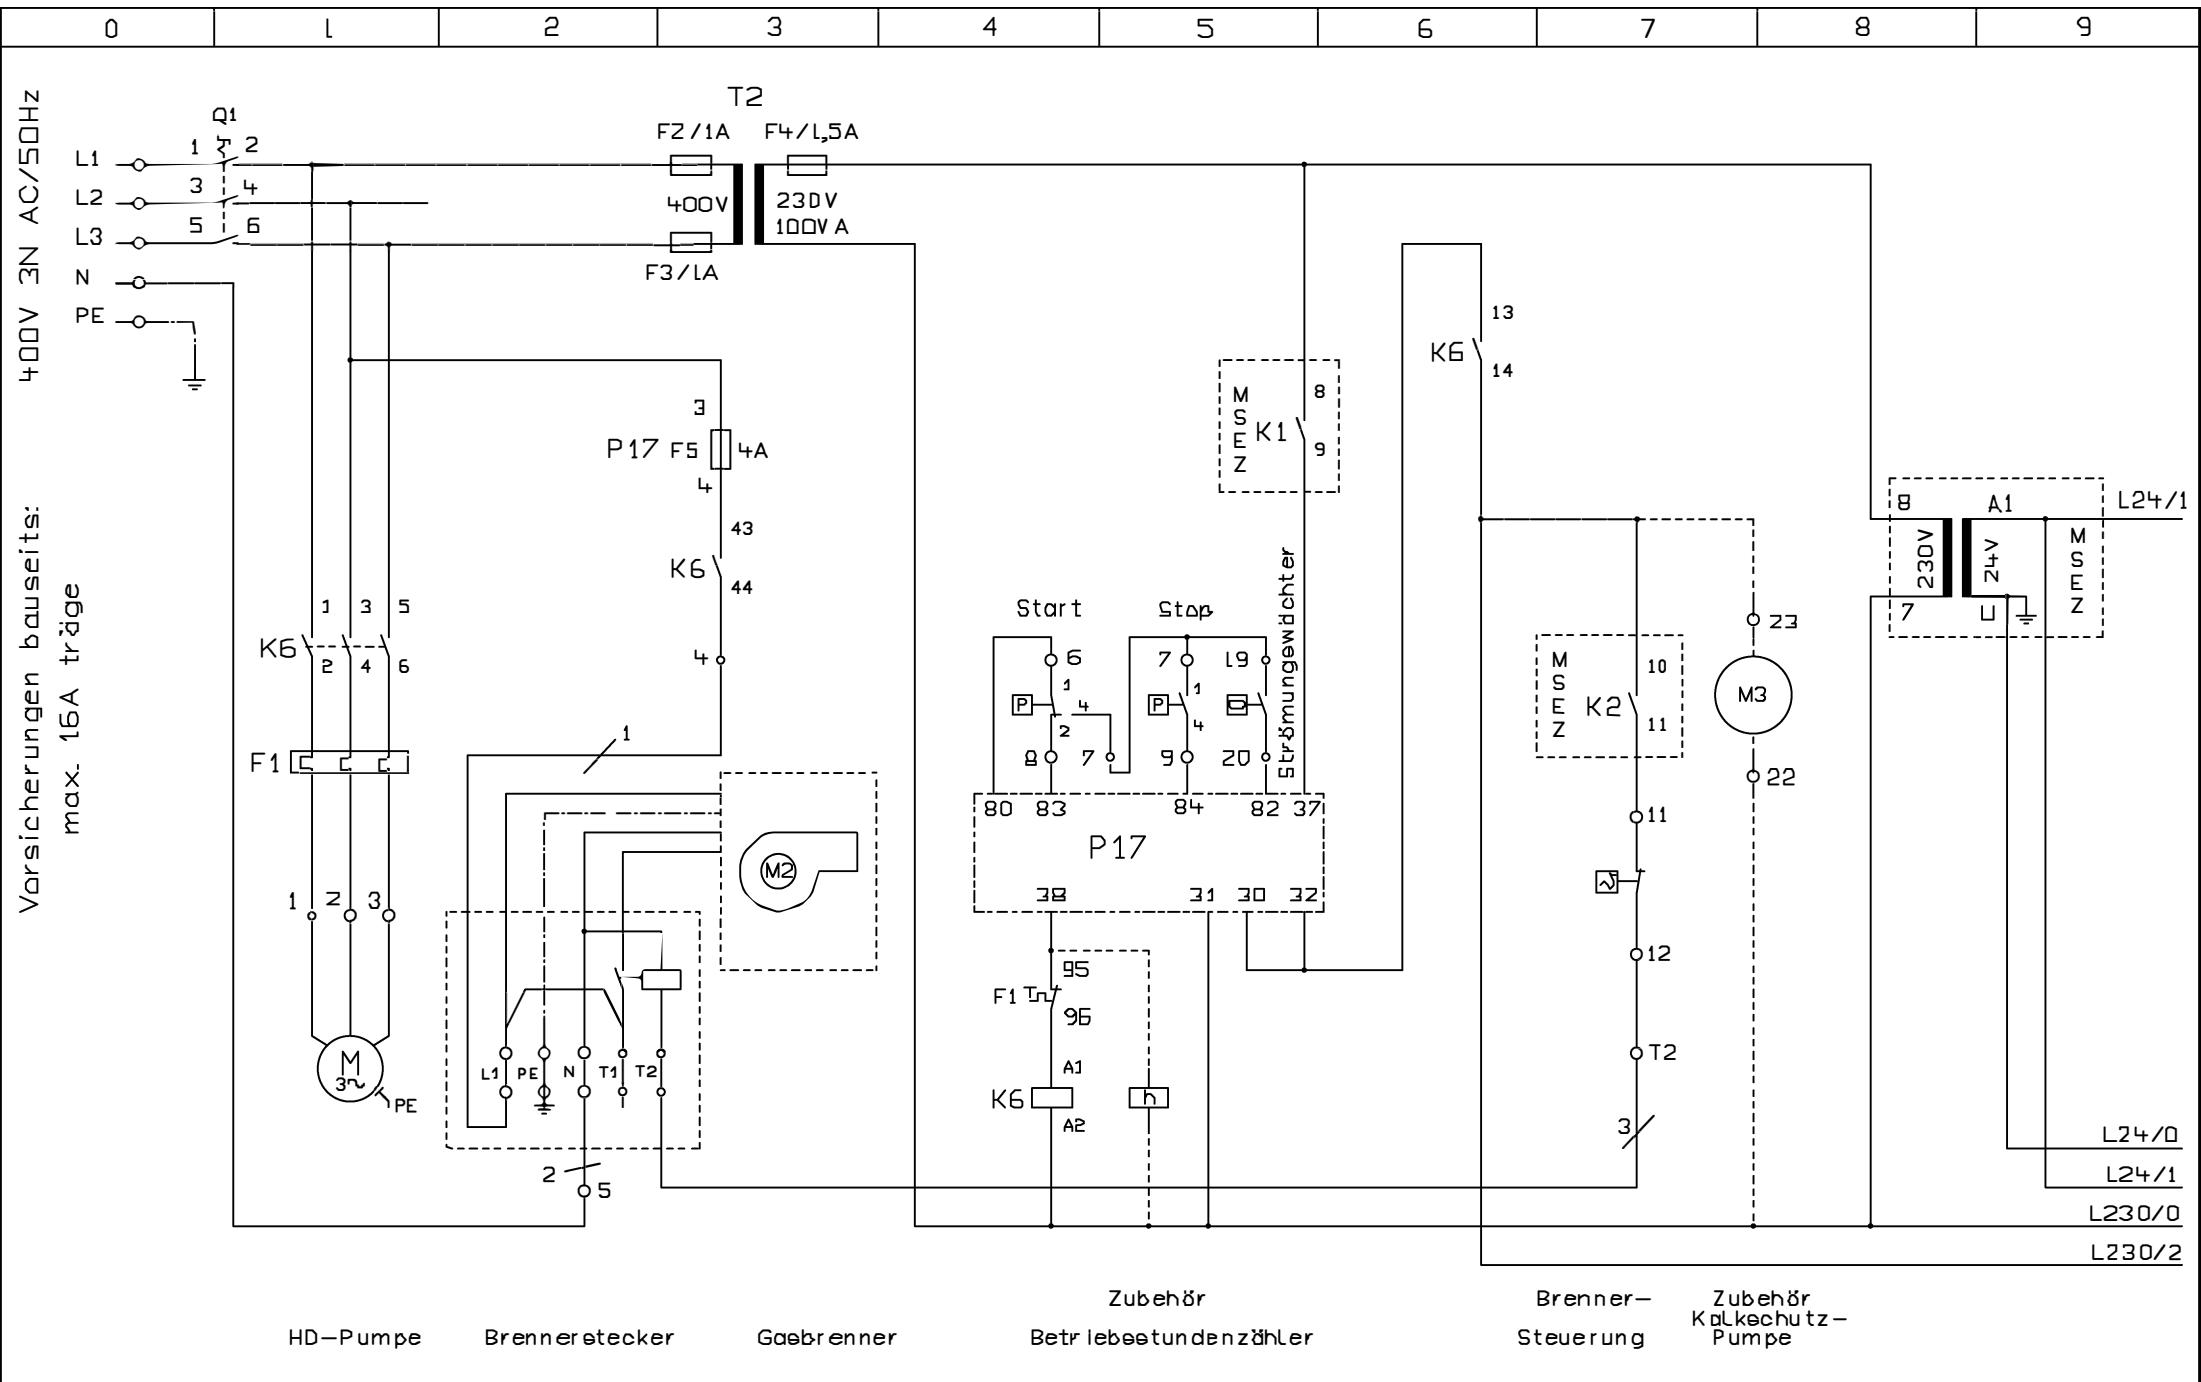 0 1 2 3 4 5 6 7 8 9
400V 3N AC/50Hz
Vorsicherungen bauseits:
max. 16A träge
T2
Q1
F2/1A F4/1,5A
L1 1 2
L2 3 4
400V 230V
L3 5 6
100VA
F3/1A
N
PE
13
K6
14
3
P17 F5 4A
4
43
K6
44
4
MSEZ
8
K1
9
8 A1 L24/1
230V 24V
MSEZ
7
1 3 5
K6
2 4 6
F1
1
1 2 3
M
3~
PE
M2
L1 PE N T1 T2
2
5
Start Stop
Strömungswächter
6 7 19
1 1
P P
4
2 4
8 7 9 20
80 83 84 82 37
P17
38 31 30 32
95
F1
96
A1
K6 h
A2
23
MSEZ
10
K2 M3
11
22
11
12
T2
3
L24/0
L24/1
L230/0
L230/2
Zubehör
Brenner- Zubehör
Kalkschutz-
HD-Pumpe Brennerstecker Gasbrenner Betriebsstundenzähler Steuerung Pumpe